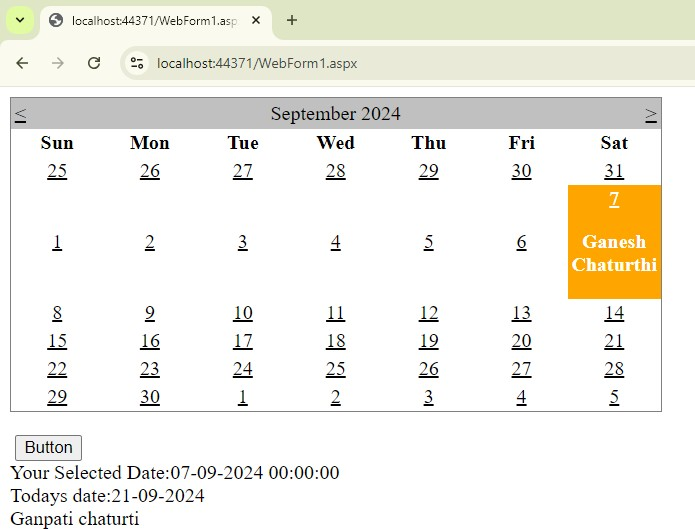 localhost:44371/WebForm1.asp
localhost:44371/WebForm1.aspx
< September 2024 >
Sun Mon Tue Wed Thu Fri Sat
25 26 27 28 29 30 31
1 2 3 4 5 6 7
Ganesh
Chaturthi
8 9 10 11 12 13 14
15 16 17 18 19 20 21
22 23 24 25 26 27 28
29 30 1 2 3 4 5
Button
Your Selected Date:07-09-2024 00:00:00
Todays date:21-09-2024
Ganpati chaturti